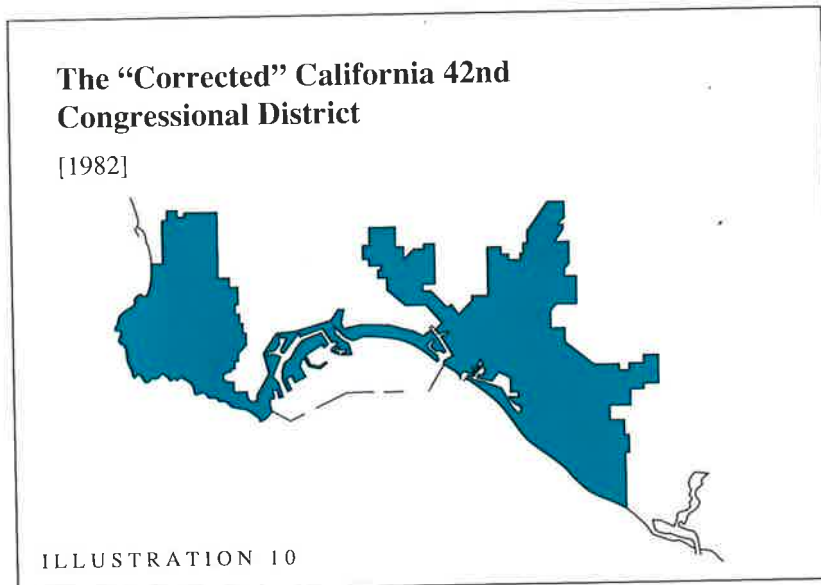 The “Corrected” California 42nd
Congressional District
[1982]
ILLUSTRATION 10